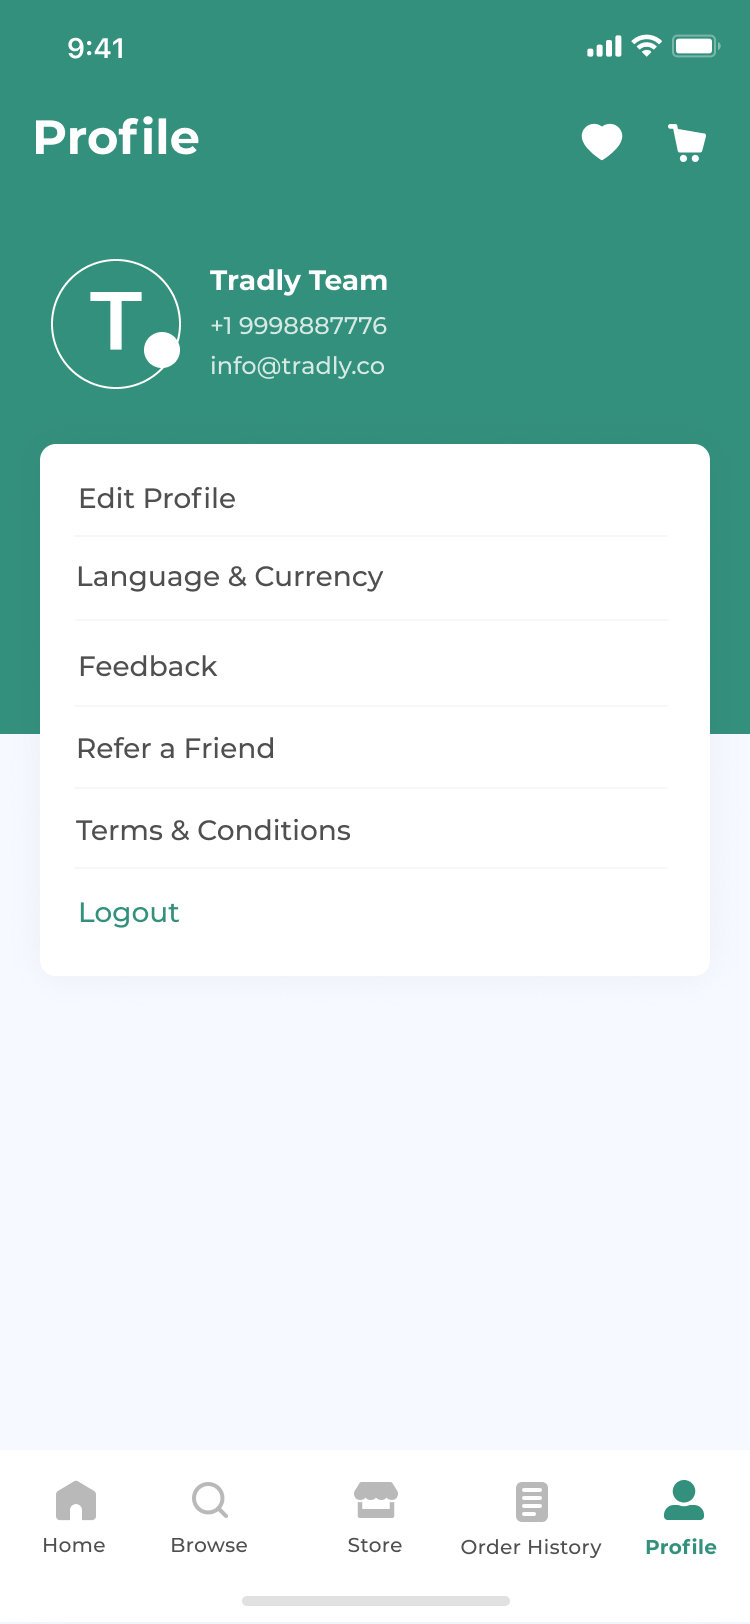 9:41
Profile
T
Tradly Team
+1 9998887776
info@tradly.co
Edit Profile
Language & Currency
Feedback
Refer a Friend
Terms & Conditions
Logout
Home
Browse
Store
Order History
Profile